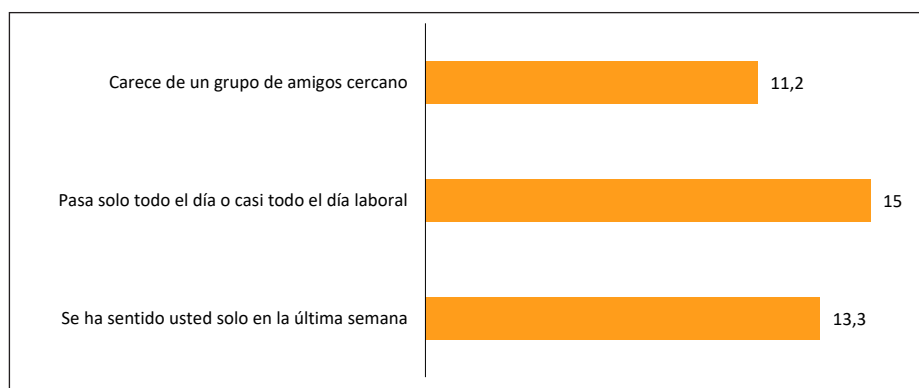 Carece de un grupo de amigos cercano
11,2
Pasa solo todo el día o casi todo el día laboral
15
Se ha sentido usted solo en la última semana
13,3